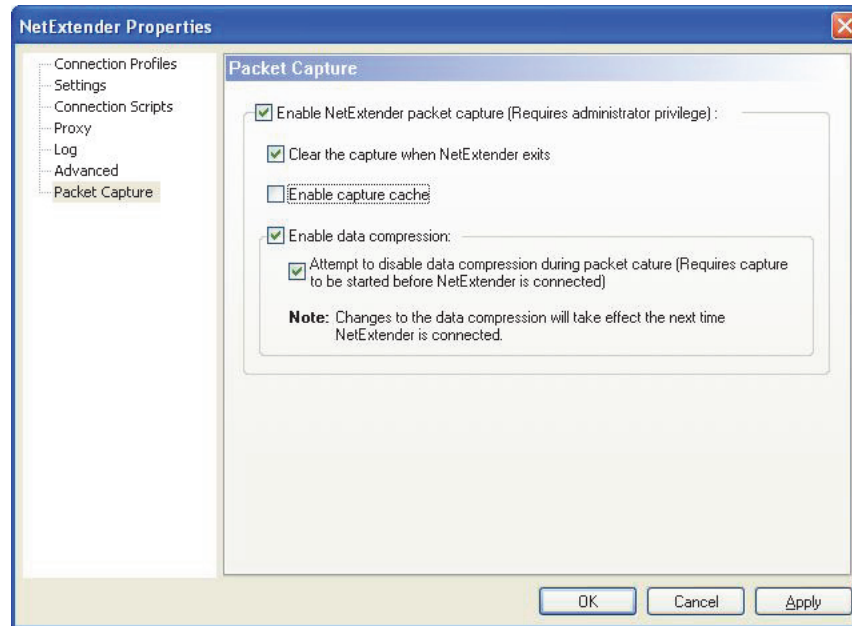 NetExtender Properties
Connection Profiles
Settings
Connection Scripts
Proxy
Log
Advanced
Packet Capture
Packet Capture
Enable NetExtender packet capture (Requires administrator privilege) :
Clear the capture when NetExtender exits
Enable capture cache
Enable data compression:
Attempt to disable data compression during packet cature (Requires capture
to be started before NetExtender is connected)
Note: Changes to the data compression will take effect the next time
NetExtender is connected.
OK
Cancel
Apply